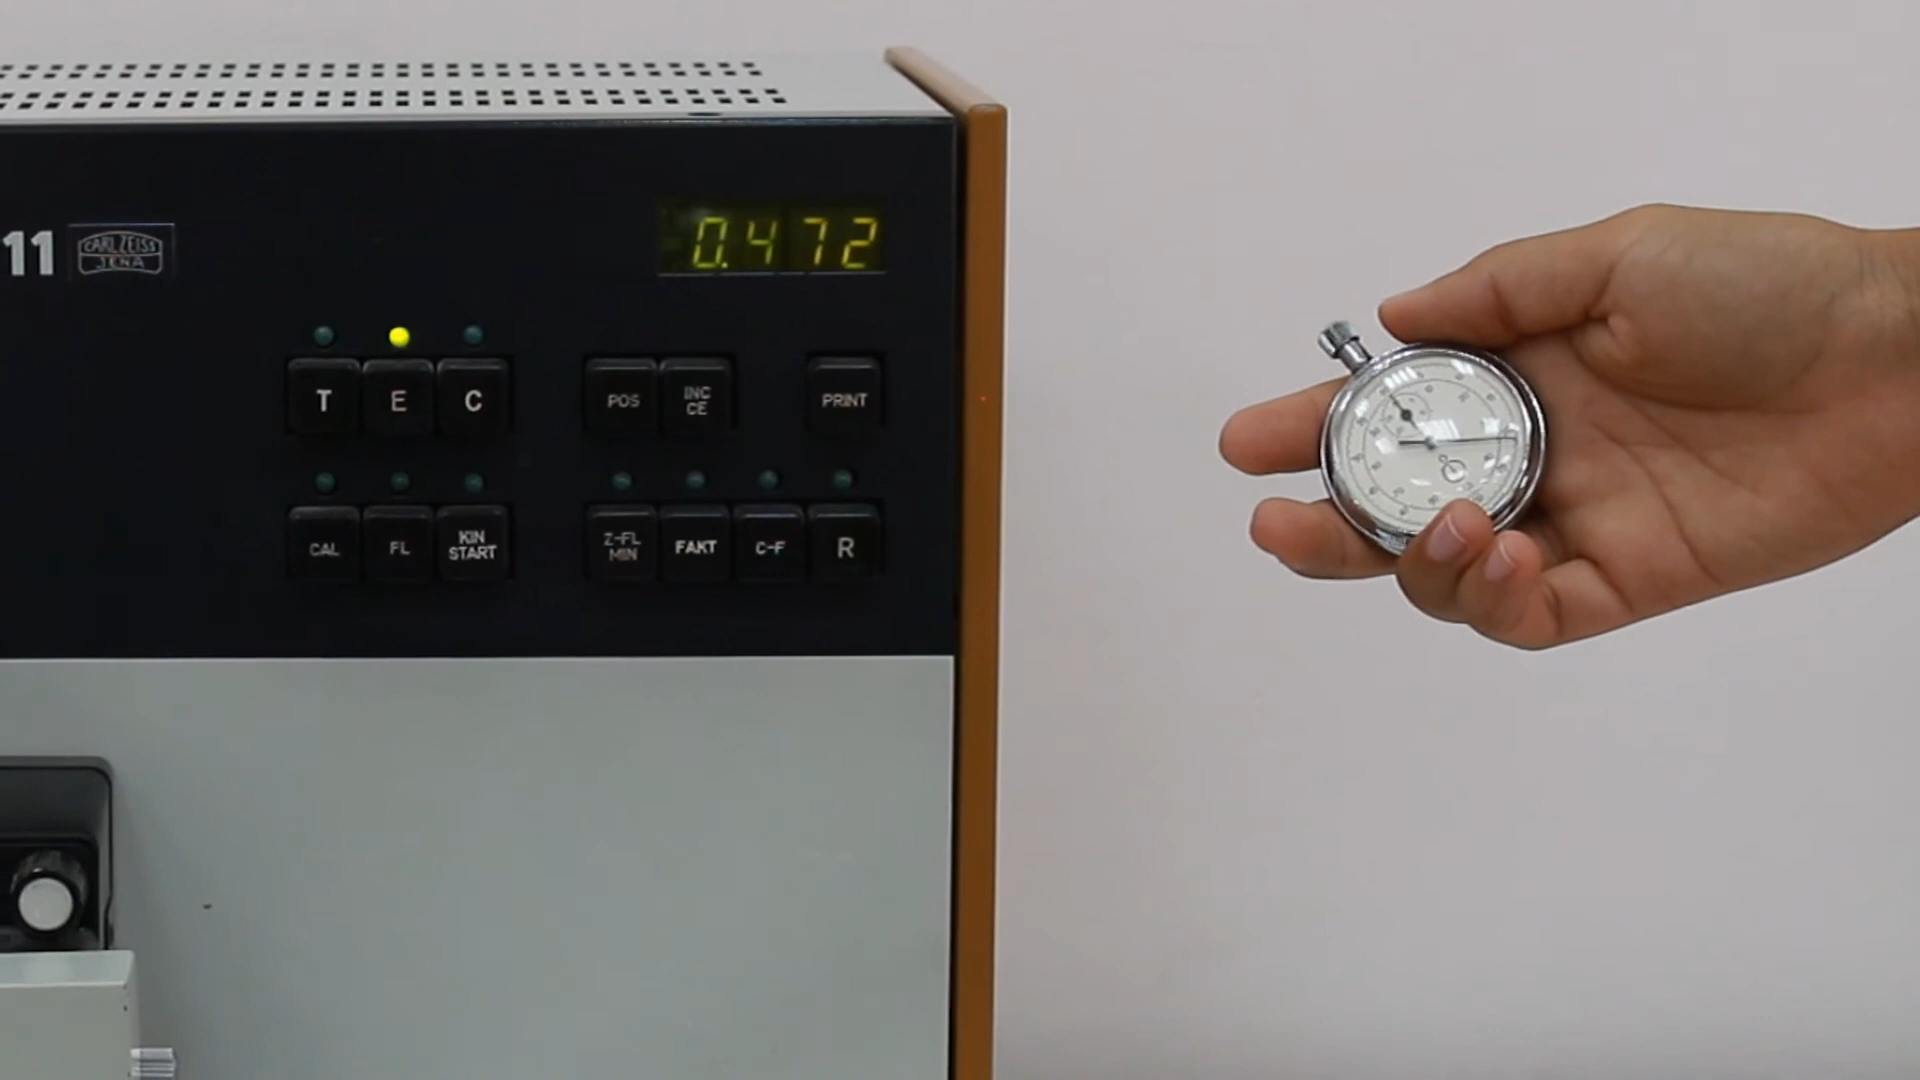 11
CARL ZEISS
JENA
0.472
T
E
C
POS
INC
CE
PRINT
CAL
FL
KIN
START
Z-FL
MIN
FAKT
C-F
R